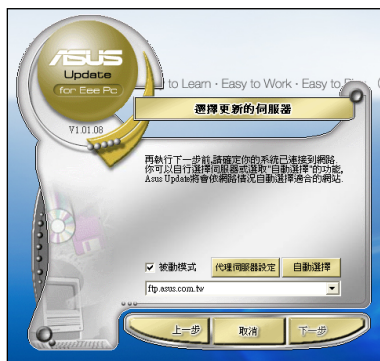 ASUS
Update
for Eee Pc
V1.01.08
to Learn · Easy to Work · Easy to
選擇更新的伺服器
再執行下一步前,請確定你的系統已連接到網路.
你可以自行選擇伺服器或選取"自動選擇"的功能,
Asus Update將會依網路情況自動選擇適合的網站.
被動模式
代理伺服器設定
自動選擇
ftp.asus.com.tw
上一步
取消
下一步